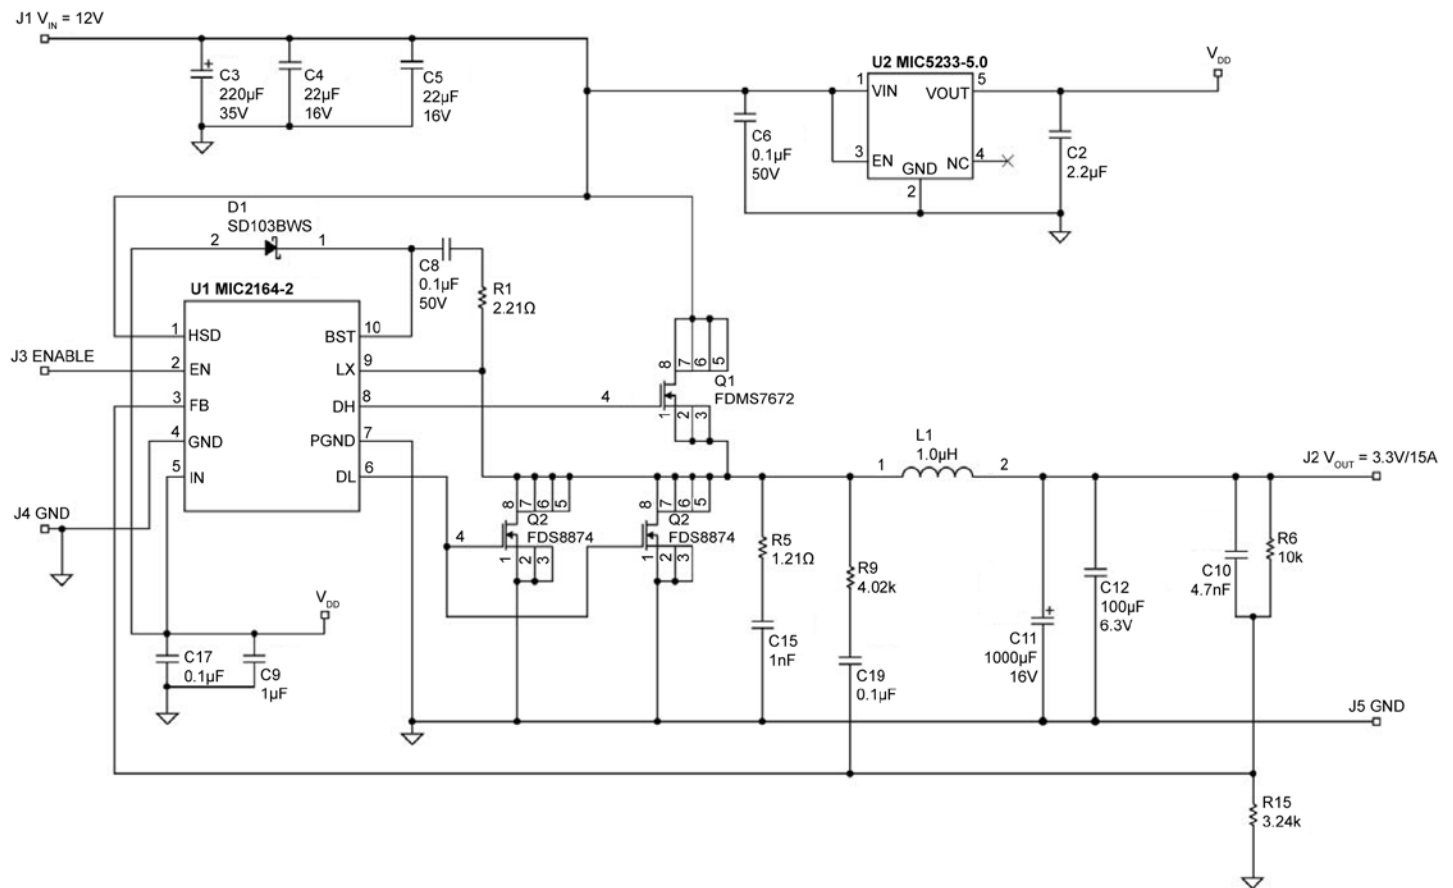 J1 VIN = 12V
C3
220µF
35V
C4
22µF
16V
C5
22µF
16V
U2 MIC5233-5.0
VDD
1
VIN
VOUT
5
3
EN
GND
NC
4
2
C6
0.1µF
50V
C2
2.2µF
D1
SD103BWS
2
1
C8
0.1µF
50V
R1
2.21Ω
U1 MIC2164-2
1
HSD
BST
10
J3 ENABLE
2
EN
LX
9
3
FB
DH
8
4
GND
PGND
7
5
IN
DL
6
J4 GND
4
8
7
6
5
Q1
FDMS7672
1
2
3
L1
1.0µH
1
2
J2 VOUT = 3.3V/15A
8
7
6
5
Q2
FDS8874
4
1
2
3
8
7
6
5
Q2
FDS8874
1
2
3
R5
1.21Ω
C15
1nF
R9
4.02k
C19
0.1µF
C11
1000µF
16V
C12
100µF
6.3V
C10
4.7nF
R6
10k
VDD
C17
0.1µF
C9
1µF
J5 GND
R15
3.24k